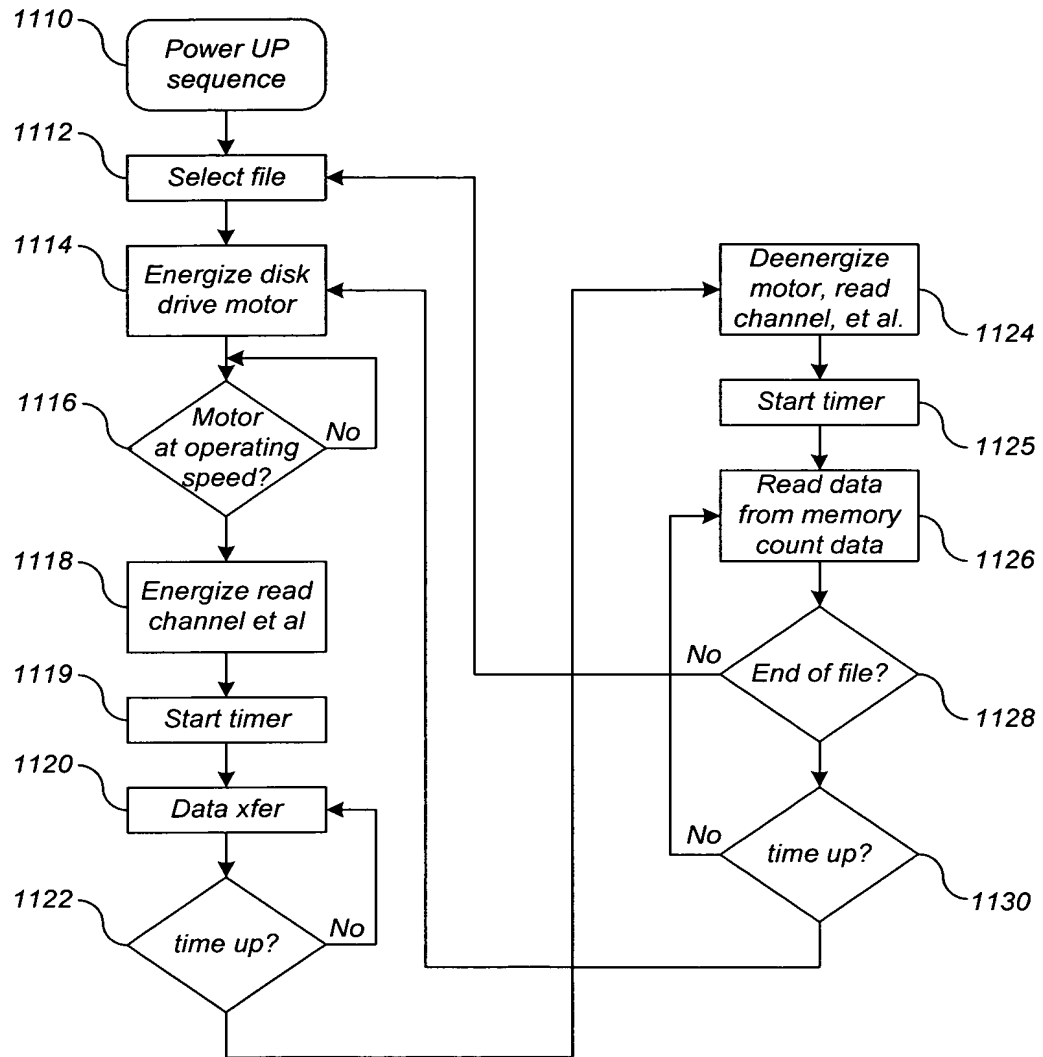 1110
Power UP
sequence
1112
Select file
1114
Energize disk
drive motor
1116
Motor
at operating
speed?
No
1118
Energize read
channel et al
1119
Start timer
1120
Data xfer
1122
time up?
No
Deenergize
motor, read
channel, et al.
1124
Start timer
1125
Read data
from memory
count data
1126
No
End of file?
1128
No
time up?
1130